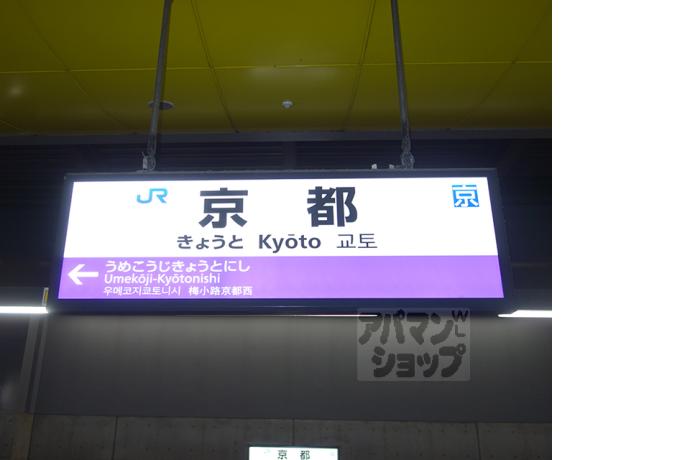 JR 京都 京
きょうと Kyōto 교토
うめこうじきょうとにし
Umekōji-Kyōtonishi
우메코지쿄토니시 梅小路京都西
アパマン
ショップ
京都